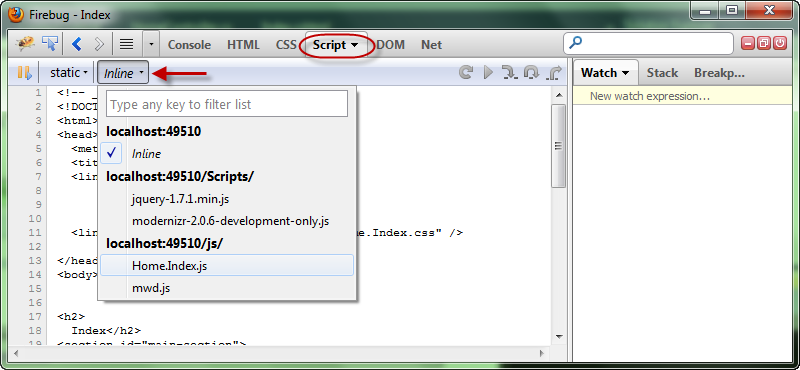 Firebug - Index
Console HTML CSS Script DOM Net
static Inline
Watch Stack Breakp...
New watch expression...
Type any key to filter list
localhost:49510
Inline
localhost:49510/Scripts/
jquery-1.7.1.min.js
modernizr-2.0.6-development-only.js
localhost:49510/js/
Home.Index.js
mwd.js
1 <!--
2 <!DOCT
3 <html>
4 <head>
5 <met
6 <tit
7 <lin
8
9
10
11 <lin me.Index.css" />
12
13 </head
14 <body>
15
16
17 <h2>
18 Index</h2>
19 <section id="main-section">